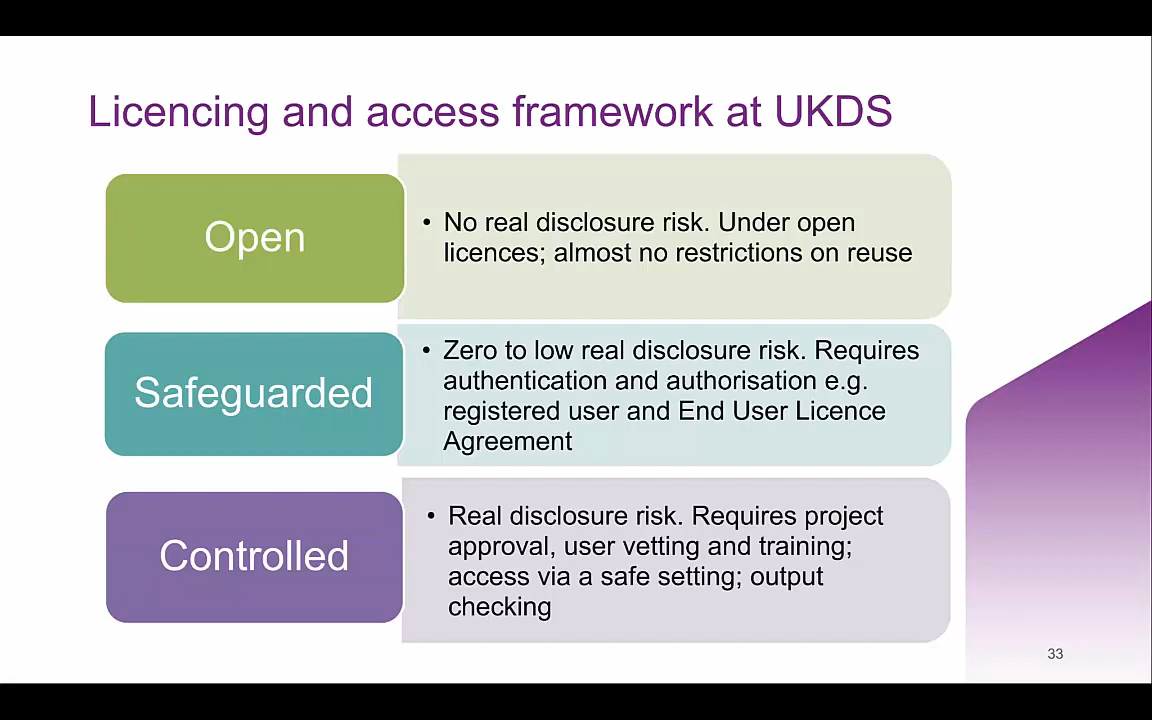 Licencing and access framework at UKDS
Open
• No real disclosure risk. Under open
licences; almost no restrictions on reuse
Safeguarded
• Zero to low real disclosure risk. Requires
authentication and authorisation e.g.
registered user and End User Licence
Agreement
Controlled
• Real disclosure risk. Requires project
approval, user vetting and training;
access via a safe setting; output
checking
33